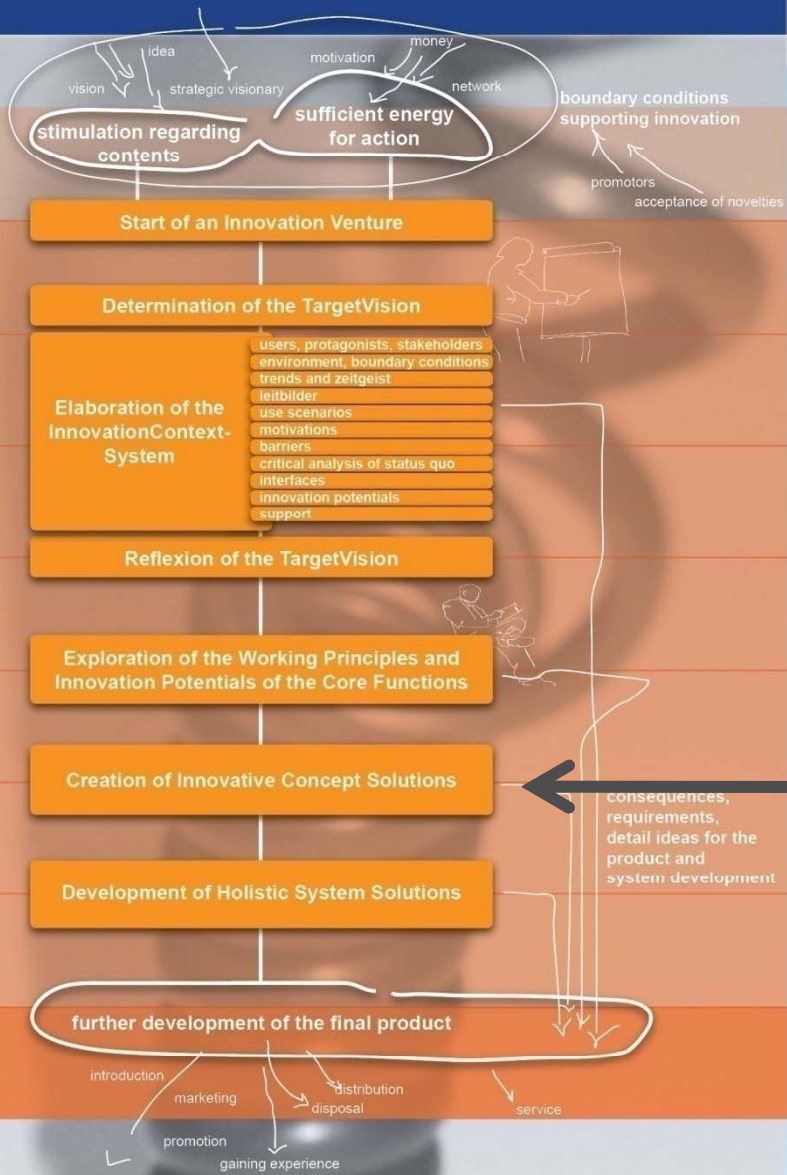 idea
motivation
money
vision
strategic visionary
network
boundary conditions
supporting innovation
stimulation regarding
contents
sufficient energy
for action
promotors
acceptance of novelties
Start of an Innovation Venture
Determination of the TargetVision
Elaboration of the
InnovationContext-
System
users, protagonists, stakeholders
environment, boundary conditions
trends and zeitgeist
leitbilder
use scenarios
motivations
barriers
critical analysis of status quo
interfaces
innovation potentials
support
Reflexion of the TargetVision
Exploration of the Working Principles and
Innovation Potentials of the Core Functions
Creation of Innovative Concept Solutions
consequences,
requirements,
detail ideas for the
product and
system development
Development of Holistic System Solutions
further development of the final product
introduction
marketing
distribution
disposal
service
promotion
gaining experience